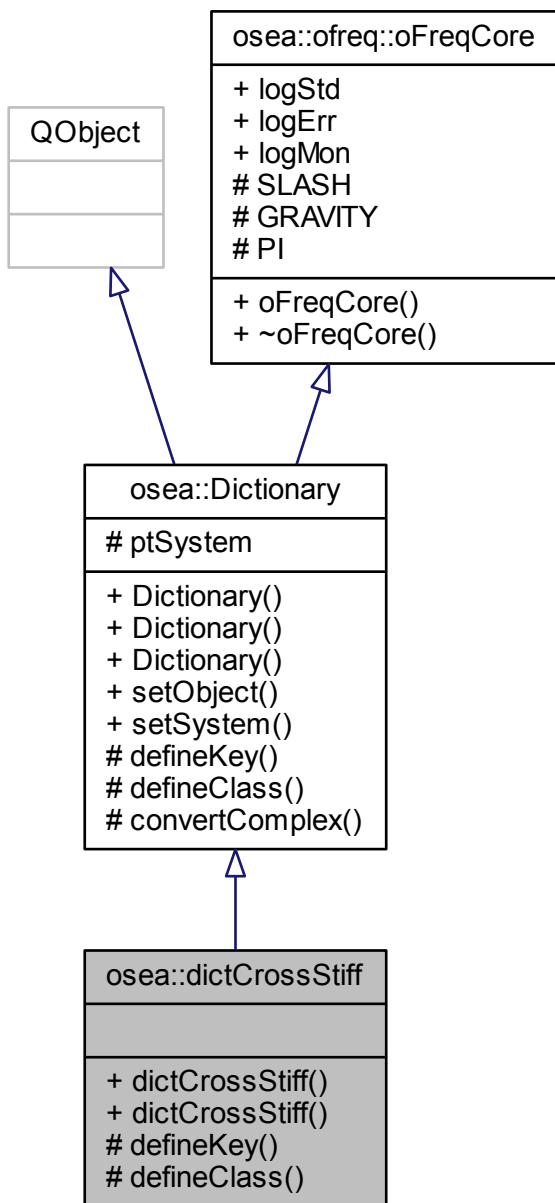 osea::ofreq::oFreqCore
+ logStd
+ logErr
+ logMon
# SLASH
# GRAVITY
# PI
+ oFreqCore()
+ ~oFreqCore()
QObject
osea::Dictionary
# ptSystem
+ Dictionary()
+ Dictionary()
+ Dictionary()
+ setObject()
+ setSystem()
# defineKey()
# defineClass()
# convertComplex()
osea::dictCrossStiff
+ dictCrossStiff()
+ dictCrossStiff()
# defineKey()
# defineClass()